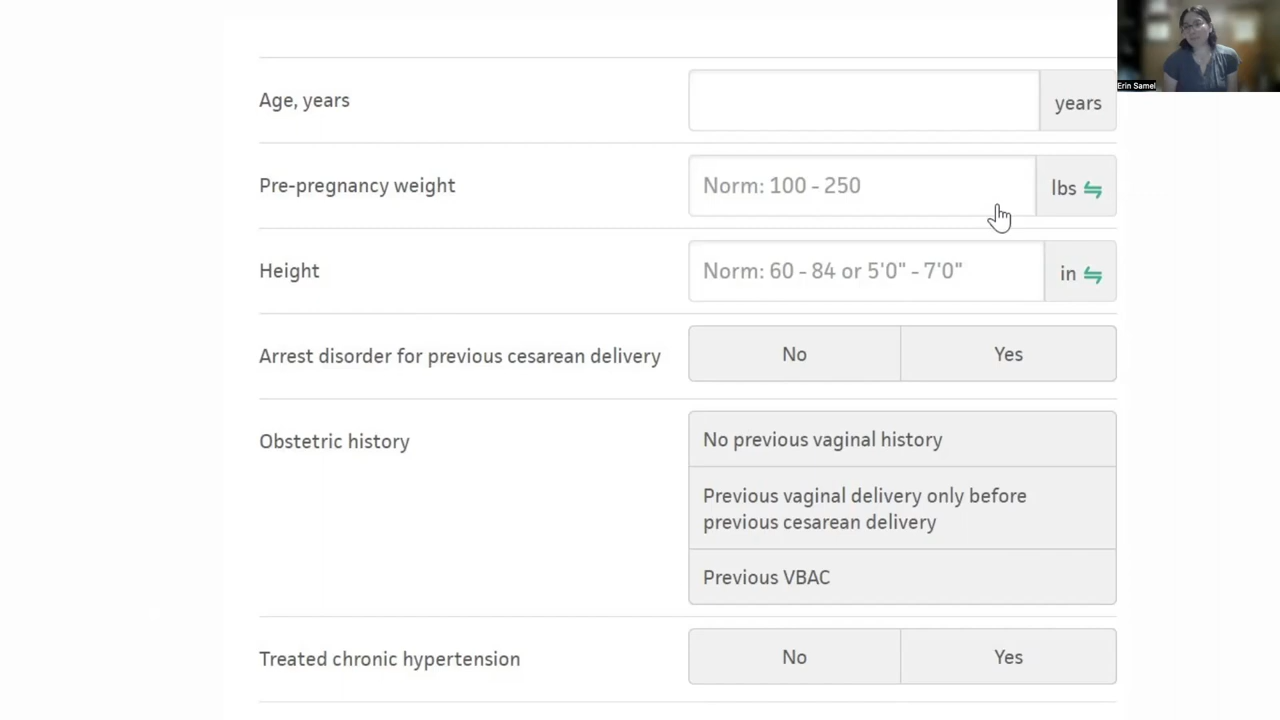 Erin Samel
Age, years
years
Pre-pregnancy weight
Norm: 100 - 250
lbs
Height
Norm: 60 - 84 or 5'0" - 7'0"
in
Arrest disorder for previous cesarean delivery
No
Yes
Obstetric history
No previous vaginal history
Previous vaginal delivery only before
previous cesarean delivery
Previous VBAC
Treated chronic hypertension
No
Yes